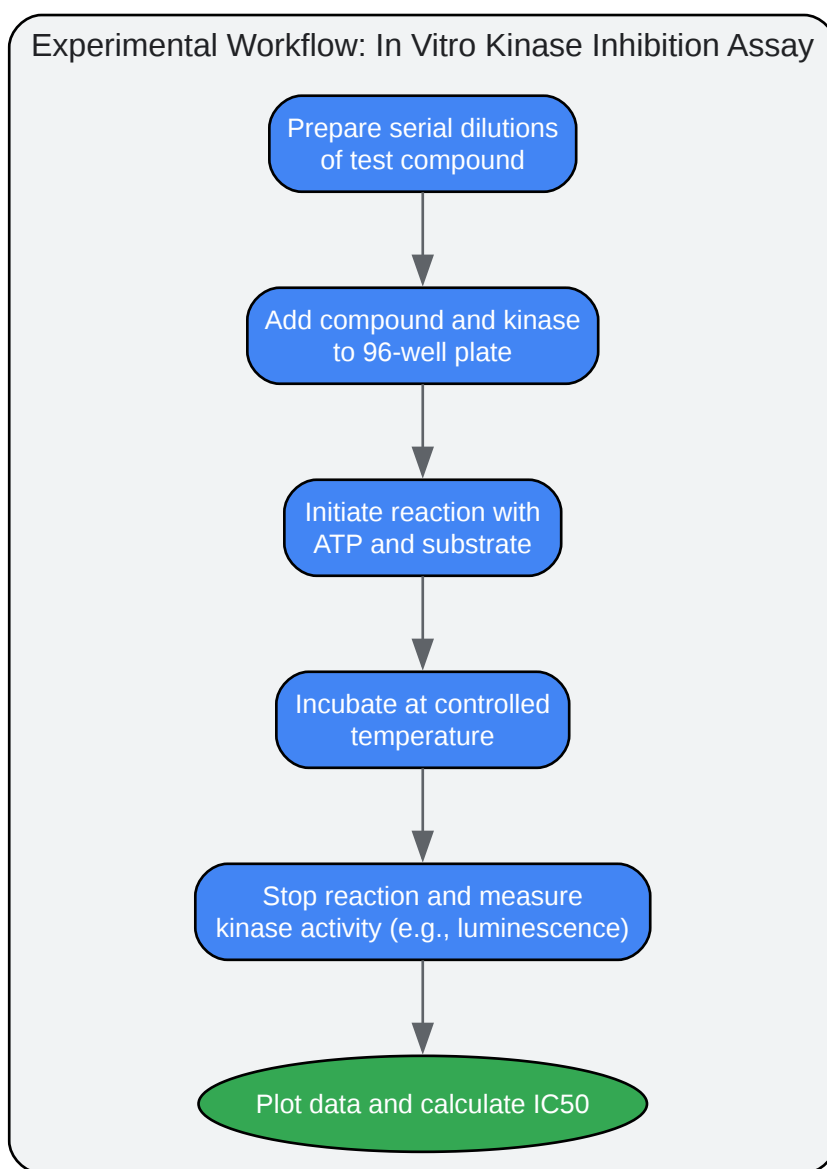 Experimental Workflow: In Vitro Kinase Inhibition Assay
Prepare serial dilutions
of test compound
Add compound and kinase
to 96-well plate
Initiate reaction with
ATP and substrate
Incubate at controlled
temperature
Stop reaction and measure
kinase activity (e.g., luminescence)
Plot data and calculate IC50